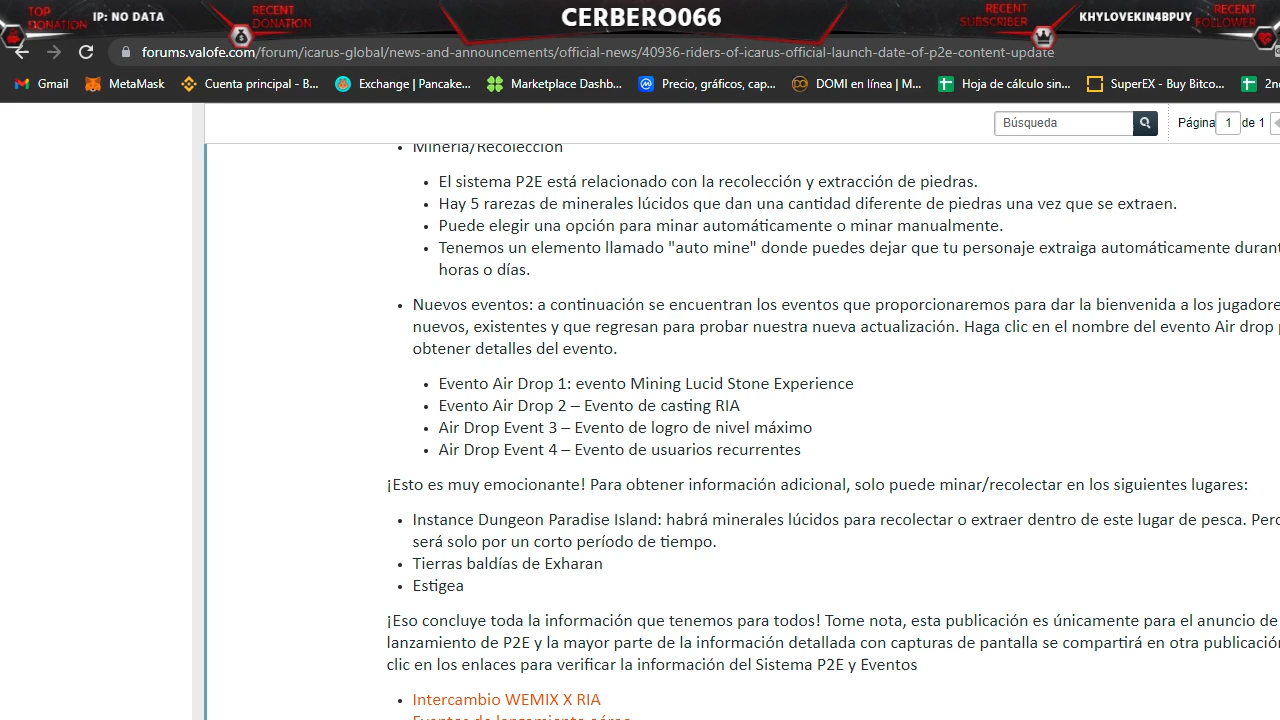 TOP
DONATION
IP: NO DATA
RECENT
DONATION
CERBERO066
RECENT
SUBSCRIBER
KHYLOVEKIN4BPUY
RECENT
FOLLOWER
forums.valofe.com/forum/icarus-global/news-and-announcements/official-news/40936-riders-of-icarus-official-launch-date-of-p2e-content-update
Gmail
MetaMask
Cuenta principal - B...
Exchange | Pancake...
Marketplace Dashb...
Precio, gráficos, cap...
DOMI en línea | M...
Hoja de cálculo sin...
SuperEX - Buy Bitco...
2n
Búsqueda
Página 1 de 1
Minería/Recolección
El sistema P2E está relacionado con la recolección y extracción de piedras.
Hay 5 rarezas de minerales lúcidos que dan una cantidad diferente de piedras una vez que se extraen.
Puede elegir una opción para minar automáticamente o minar manualmente.
Tenemos un elemento llamado "auto mine" donde puedes dejar que tu personaje extraiga automáticamente duran
horas o días.
Nuevos eventos: a continuación se encuentran los eventos que proporcionaremos para dar la bienvenida a los jugadore
nuevos, existentes y que regresan para probar nuestra nueva actualización. Haga clic en el nombre del evento Air drop
obtener detalles del evento.
Evento Air Drop 1: evento Mining Lucid Stone Experience
Evento Air Drop 2 – Evento de casting RIA
Air Drop Event 3 – Evento de logro de nivel máximo
Air Drop Event 4 – Evento de usuarios recurrentes
¡Esto es muy emocionante! Para obtener información adicional, solo puede minar/recolectar en los siguientes lugares:
Instance Dungeon Paradise Island: habrá minerales lúcidos para recolectar o extraer dentro de este lugar de pesca. Per
será solo por un corto período de tiempo.
Tierras baldías de Exharan
Estigea
¡Eso concluye toda la información que tenemos para todos! Tome nota, esta publicación es únicamente para el anuncio de
lanzamiento de P2E y la mayor parte de la información detallada con capturas de pantalla se compartirá en otra publicació
clic en los enlaces para verificar la información del Sistema P2E y Eventos
Intercambio WEMIX X RIA
Eventos de lanzamiento aéreo